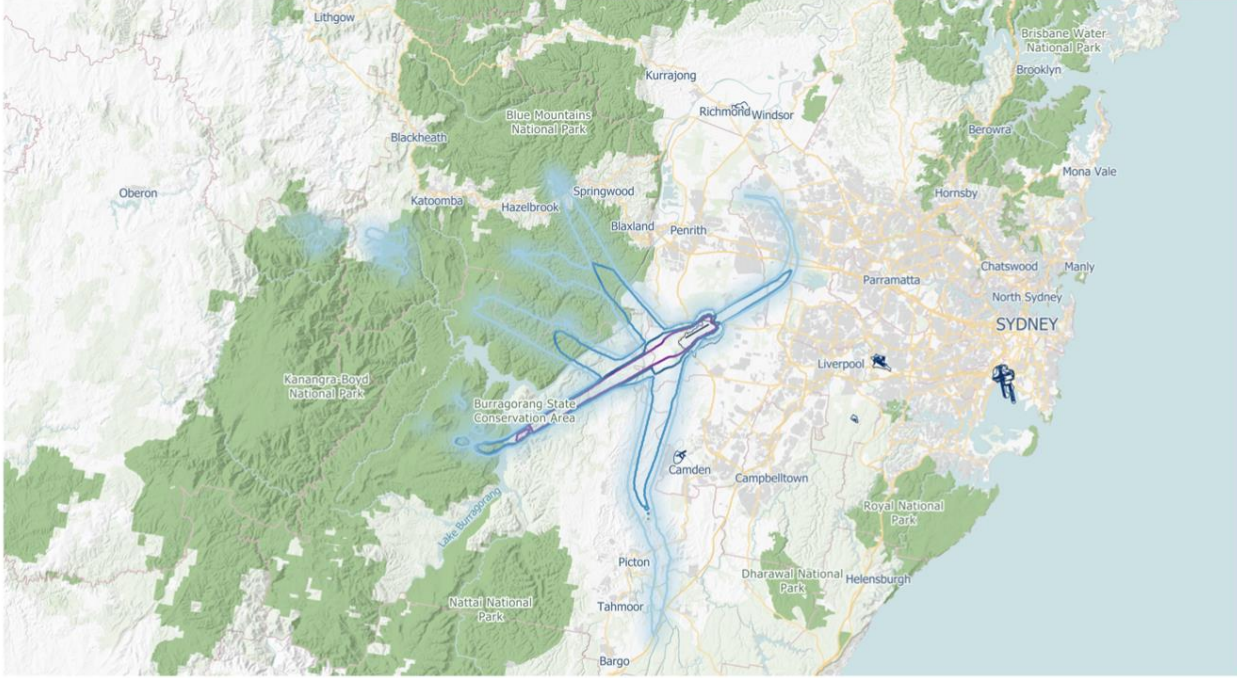 Lithgow
Brisbane Water
National Park
Kurrajong
Brooklyn
Richmond
Windsor
Blue Mountains
National Park
Berowra
Blackheath
Mona Vale
Oberon
Springwood
Hornsby
Katoomba
Hazelbrook
Blaxland
Penrith
Chatswood
Manly
Parramatta
North Sydney
SYDNEY
Liverpool
Kanangra-Boyd
National Park
Burragorang State
Conservation Area
Camden
Campbelltown
Lake Burragorang
Royal National
Park
Picton
Dharawal National
Park
Helensburgh
Nattai National
Park
Tahmoor
Bargo